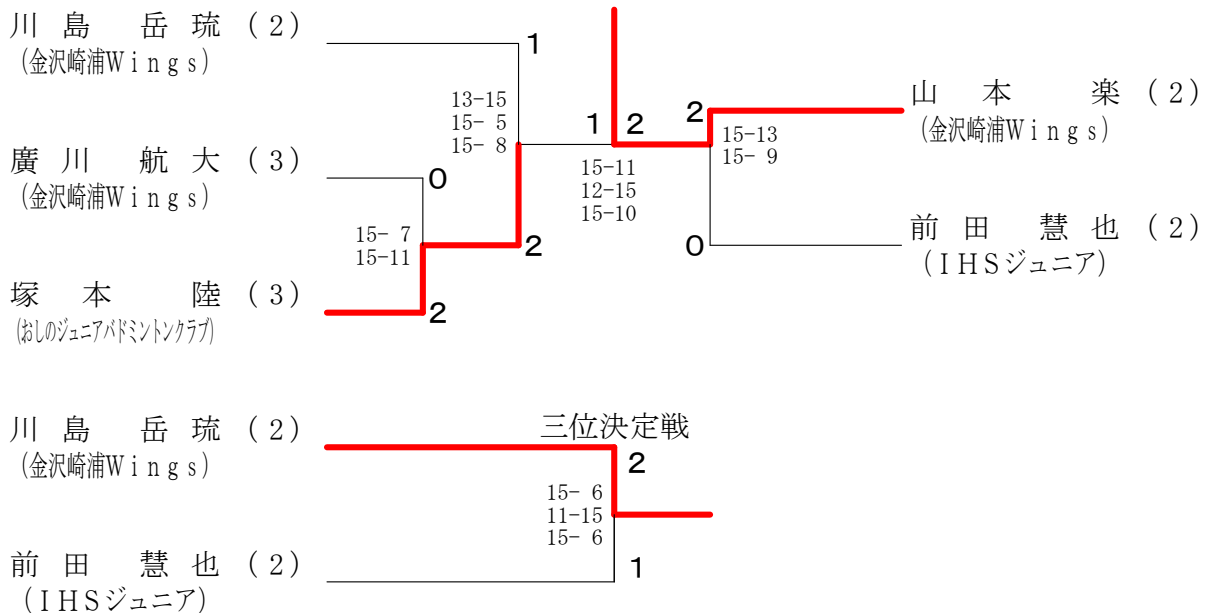 川 島 岳 琉 (2)
(金沢崎浦Wings)
1
13-15
15- 5
15- 8
廣 川 航 大 (3)
(金沢崎浦Wings)
0
15- 7
15-11
2
塚 本 陸 (3)
(おしのジュニアバドミントンクラブ)
2
1 2
15-11
12-15
15-10
2
山 本 楽 (2)
(金沢崎浦Wings)
15-13
15- 9
0
前 田 慧 也 (2)
(IHSジュニア)
三位決定戦
川 島 岳 琉 (2)
(金沢崎浦Wings)
2
15- 6
11-15
15- 6
前 田 慧 也 (2)
(IHSジュニア)
1